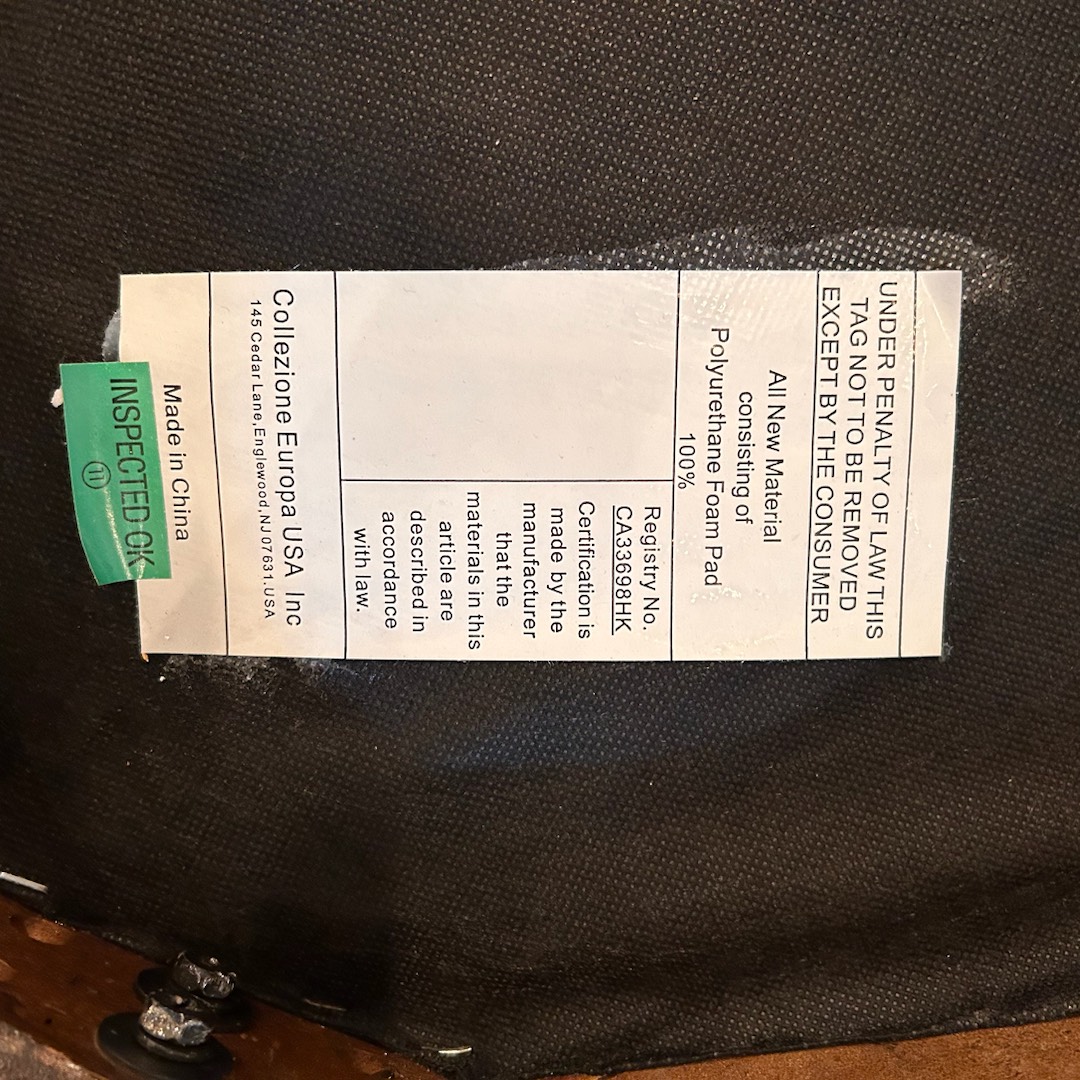 UNDER PENALTY OF LAW THIS
TAG NOT TO BE REMOVED
EXCEPT BY THE CONSUMER
All New Material
consisting of
Polyurethane Foam Pad
100%
Registry No.
CA33698HK
Certification is
made by the
manufacturer
that the
materials in this
article are
described in
accordance
with law.
Collezione Europa USA Inc
145 Cedar Lane,Englewood,NJ07631.USA
Made in China
INSPECTED OK
11